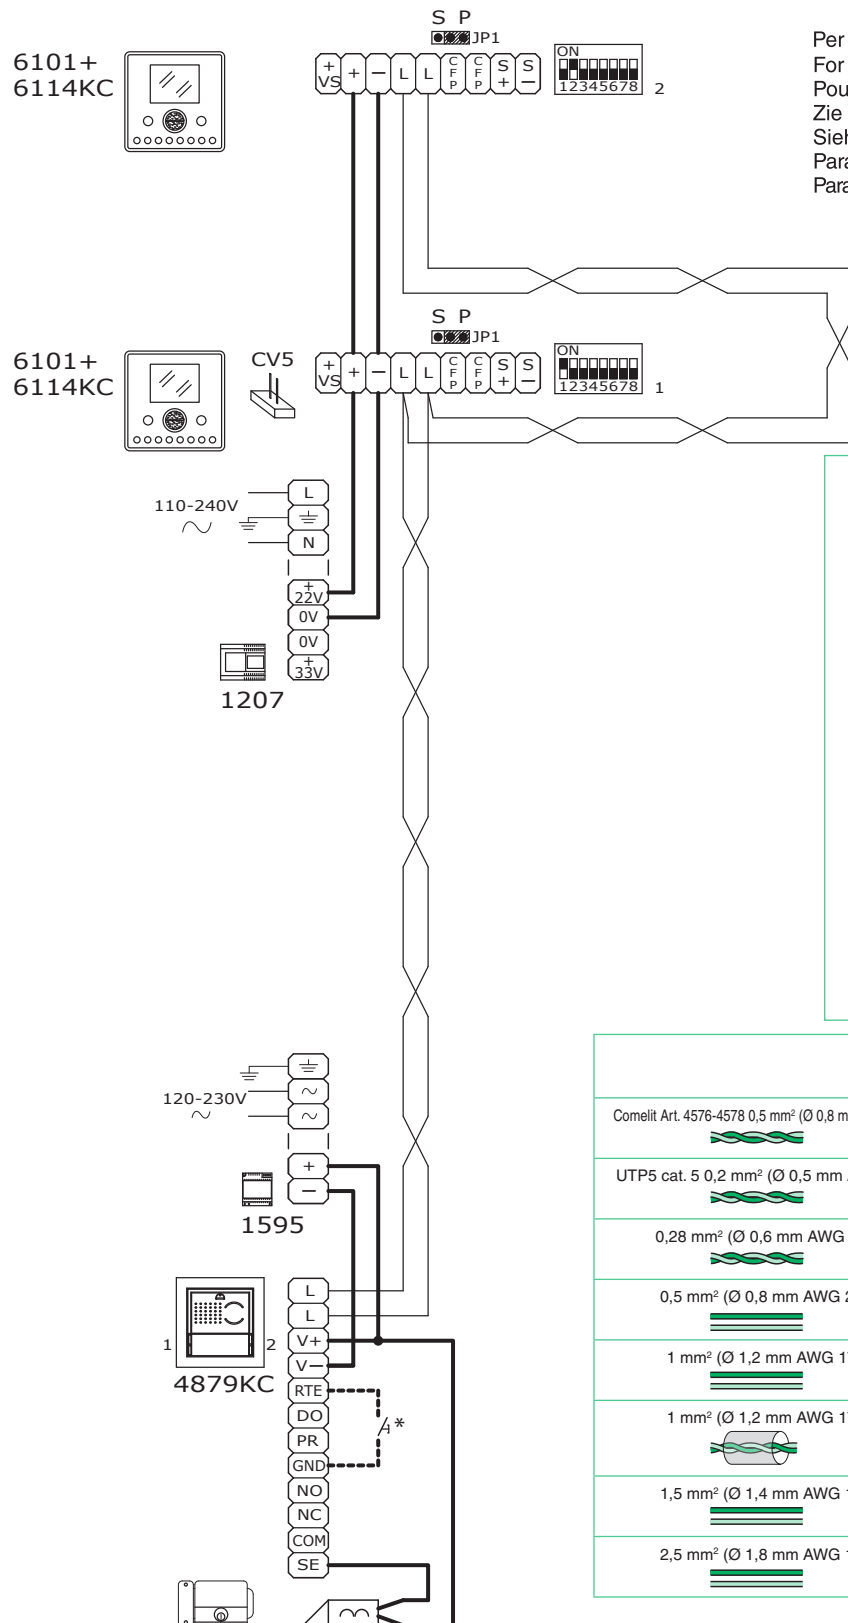 S P
JP1
6101+
6114KC
+ VS
+
−
L
L
CFP
CFP
S +
S −
ON
12345678
2
Per
For
Pou
Zie
Sieh
Para
Para
S P
JP1
6101+
6114KC
CV5
+ VS
+
−
L
L
CFP
CFP
S +
S −
ON
12345678
1
110-240V
L
N
+ 22V
0V
0V
+ 33V
1207
120-230V
+
−
1595
1
2
4879KC
L
L
V+
V−
RTE
DO
PR
GND
NO
NC
COM
SE
*
Comelit Art. 4576-4578 0,5 mm² (Ø 0,8 m
UTP5 cat. 5 0,2 mm² (Ø 0,5 mm
0,28 mm² (Ø 0,6 mm AWG
0,5 mm² (Ø 0,8 mm AWG 2
1 mm² (Ø 1,2 mm AWG 1
1 mm² (Ø 1,2 mm AWG 1
1,5 mm² (Ø 1,4 mm AWG 1
2,5 mm² (Ø 1,8 mm AWG 1